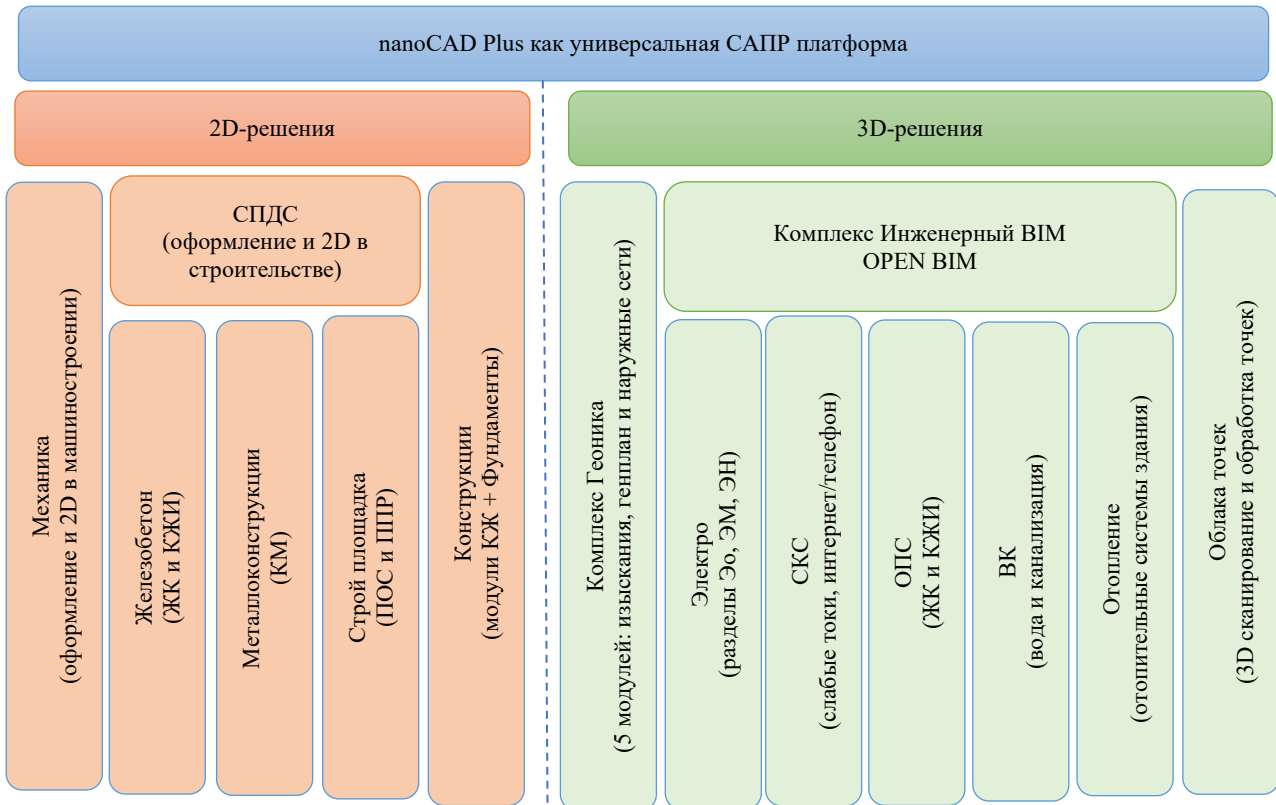 nanoCAD Plus как универсальная САПР платформа
2D-решения
3D-решения
Механика
(оформление и 2D в машиностроении)
СПДС
(оформление и 2D в
строительстве)
Железобетон
(ЖК и КЖИ)
Металлоконструкции
(КМ)
Строй площадка
(ПОС и ППР)
Конструкции
(модули КЖ + Фундаменты)
Комплекс Геоника
(5 модулей: изыскания, генплан и наружные сети)
Комплекс Инженерный BIM
OPEN BIM
Электро
(разделы Эо, ЭМ, ЭН)
СКС
(слабые токи, интернет/телефон)
ОПС
(ЖК и КЖИ)
ВК
(вода и канализация)
Отопление
(отопительные системы здания)
Облака точек
(3D сканирование и обработка точек)